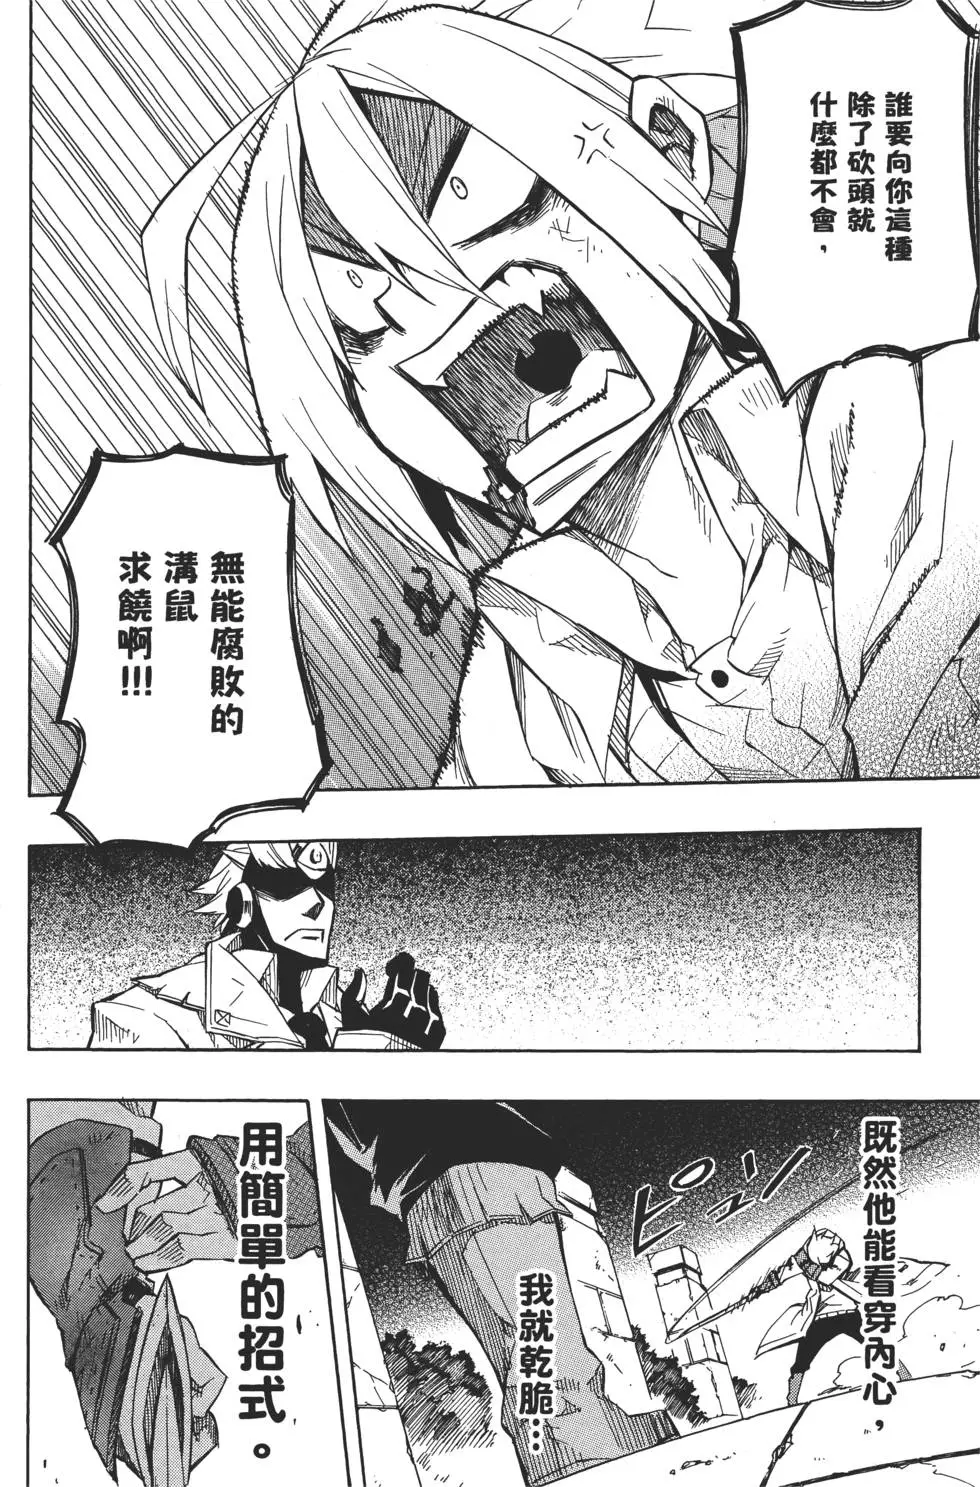 誰要向你這種
除了砍頭就
什麼都不會，
無能腐敗的
溝鼠
求饒啊!!!
既然他能看穿內心，
ピュン
我就乾脆…
用簡單的招式。